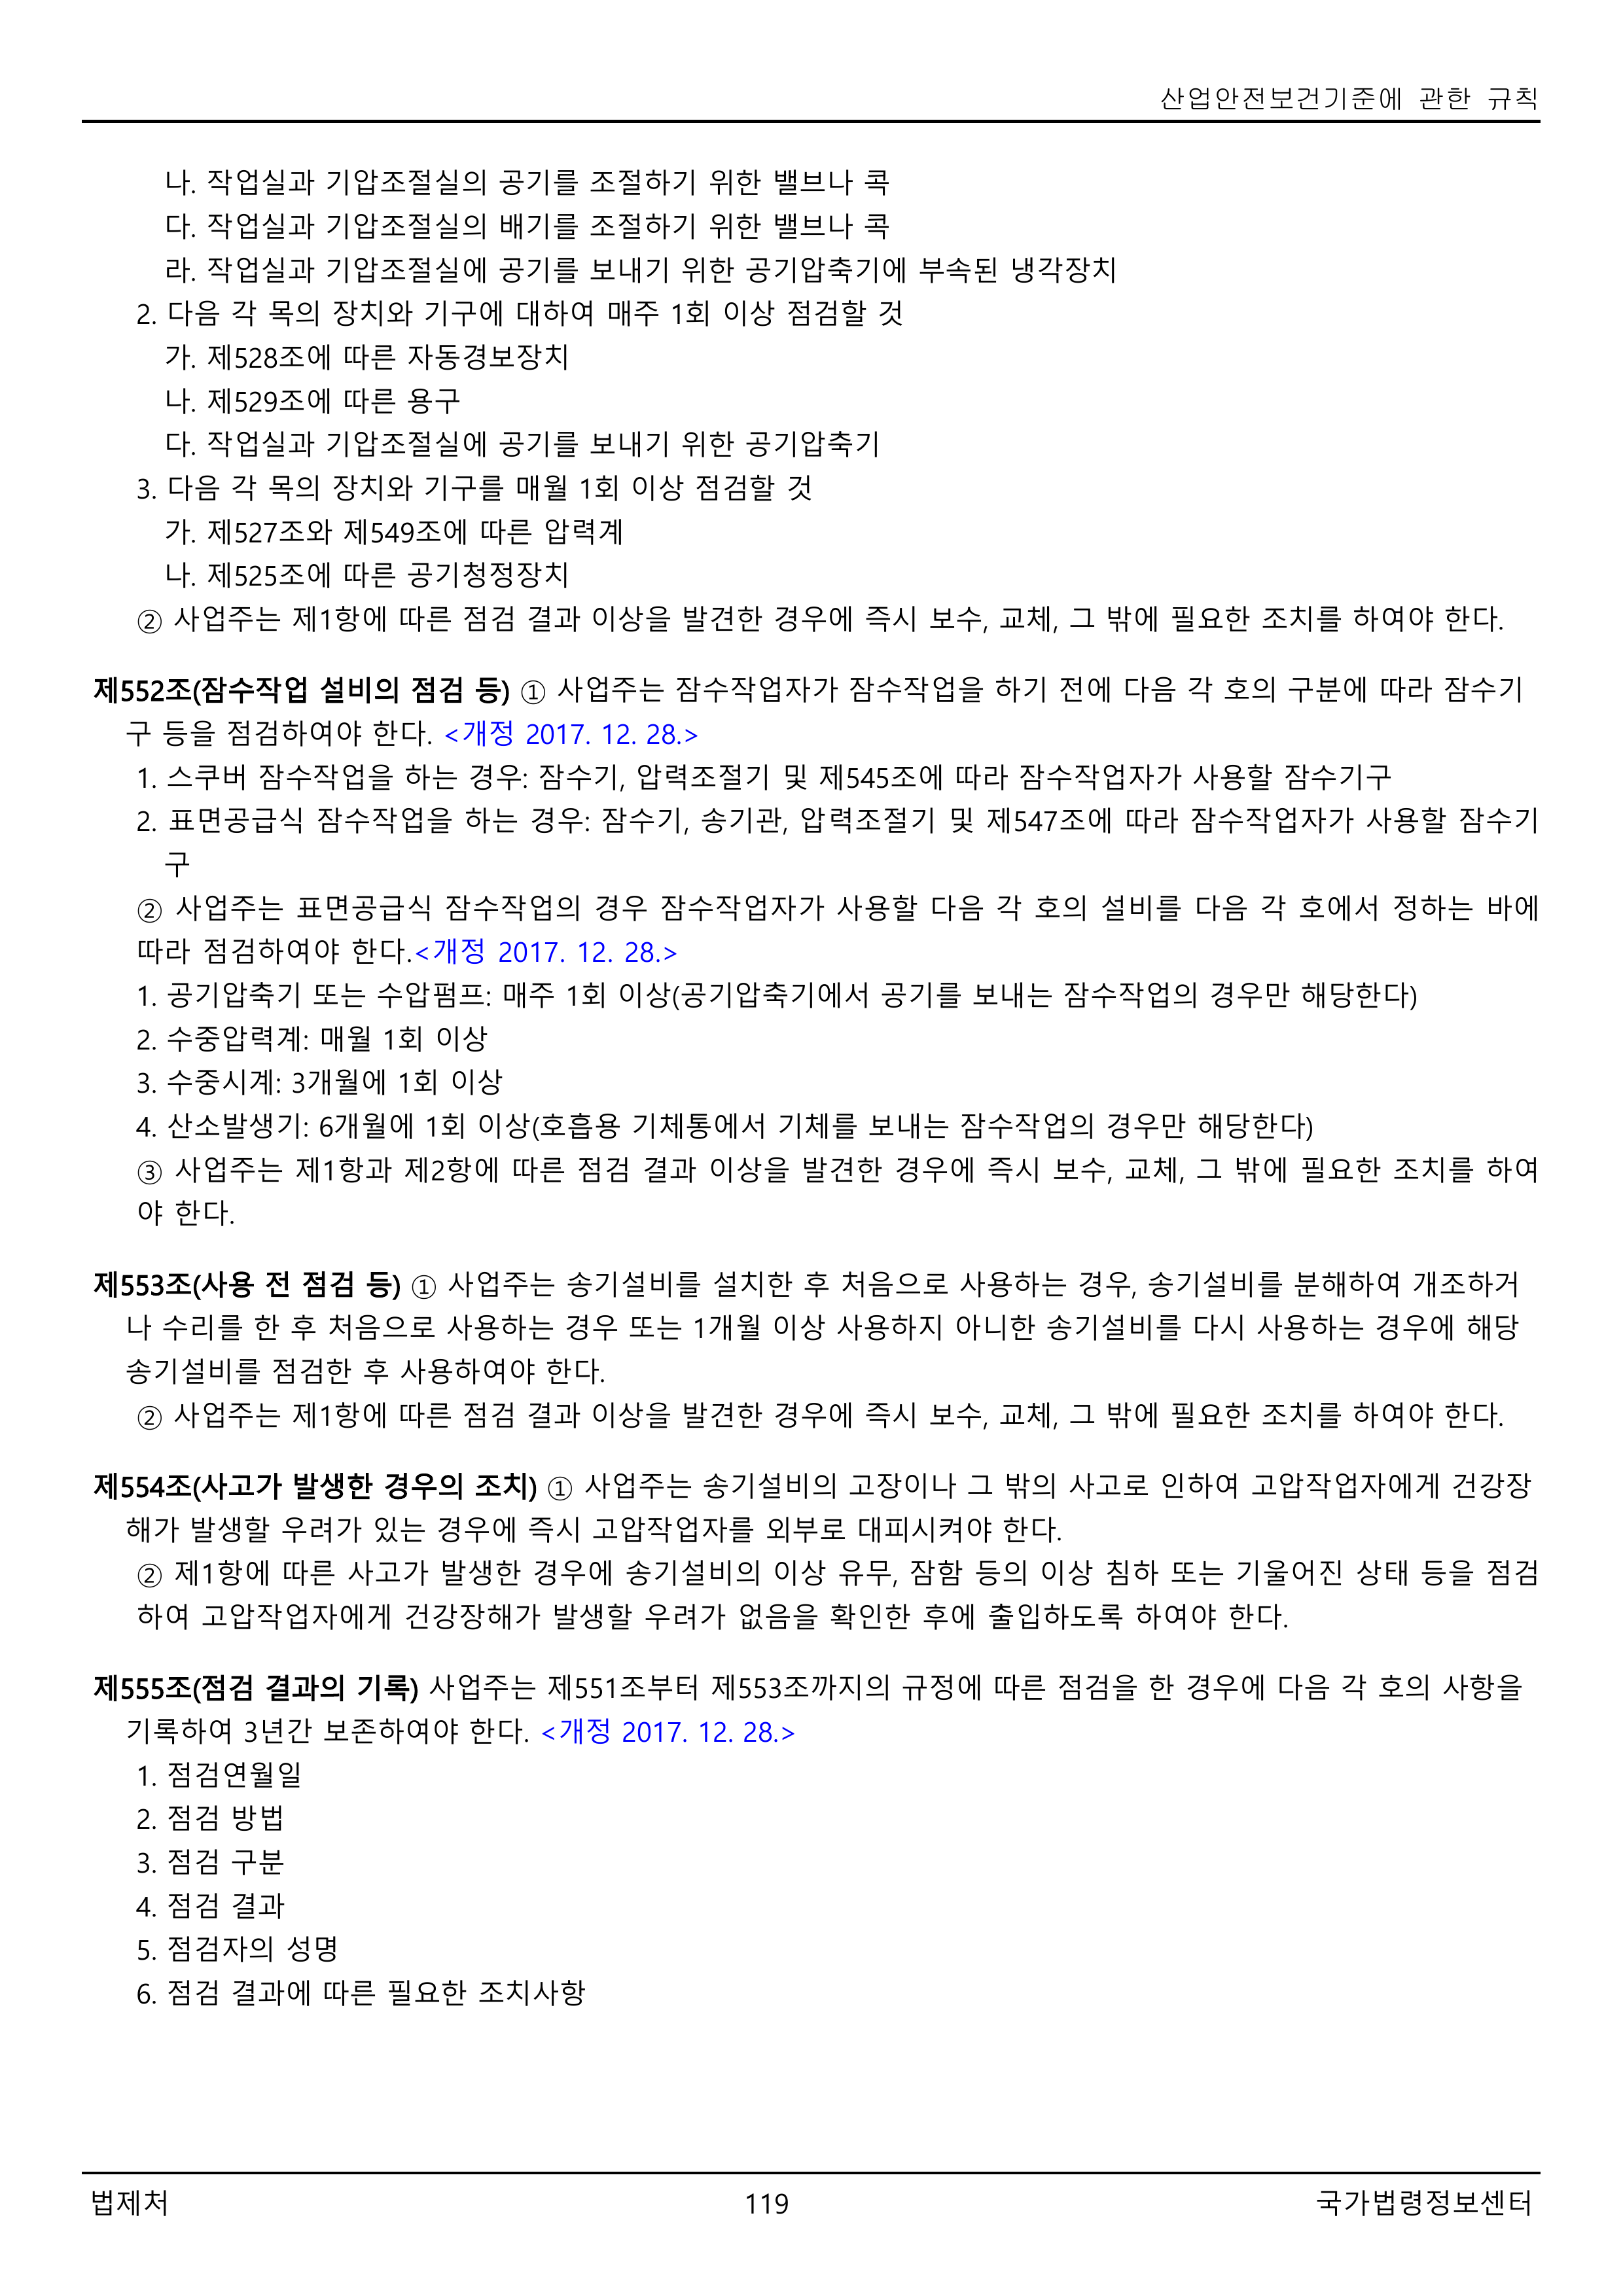 산업안전보건기준에 관한 규칙
나. 작업실과 기압조절실의 공기를 조절하기 위한 밸브나 콕
다. 작업실과 기압조절실의 배기를 조절하기 위한 밸브나 콕
라. 작업실과 기압조절실에 공기를 보내기 위한 공기압축기에 부속된 냉각장치
2. 다음 각 목의 장치와 기구에 대하여 매주 1회 이상 점검할 것
가. 제528조에 따른 자동경보장치
나. 제529조에 따른 용구
다. 작업실과 기압조절실에 공기를 보내기 위한 공기압축기
3. 다음 각 목의 장치와 기구를 매월 1회 이상 점검할 것
가. 제527조와 제549조에 따른 압력계
나. 제525조에 따른 공기청정장치
② 사업주는 제1항에 따른 점검 결과 이상을 발견한 경우에 즉시 보수, 교체, 그 밖에 필요한 조치를 하여야 한다.
제552조(잠수작업 설비의 점검 등) ① 사업주는 잠수작업자가 잠수작업을 하기 전에 다음 각 호의 구분에 따라 잠수기
구 등을 점검하여야 한다. <개정 2017. 12. 28.>
1. 스쿠버 잠수작업을 하는 경우: 잠수기, 압력조절기 및 제545조에 따라 잠수작업자가 사용할 잠수기구
2. 표면공급식 잠수작업을 하는 경우: 잠수기, 송기관, 압력조절기 및 제547조에 따라 잠수작업자가 사용할 잠수기
구
② 사업주는 표면공급식 잠수작업의 경우 잠수작업자가 사용할 다음 각 호의 설비를 다음 각 호에서 정하는 바에
따라 점검하여야 한다.<개정 2017. 12. 28.>
1. 공기압축기 또는 수압펌프: 매주 1회 이상(공기압축기에서 공기를 보내는 잠수작업의 경우만 해당한다)
2. 수중압력계: 매월 1회 이상
3. 수중시계: 3개월에 1회 이상
4. 산소발생기: 6개월에 1회 이상(호흡용 기체통에서 기체를 보내는 잠수작업의 경우만 해당한다)
③ 사업주는 제1항과 제2항에 따른 점검 결과 이상을 발견한 경우에 즉시 보수, 교체, 그 밖에 필요한 조치를 하여
야 한다.
제553조(사용 전 점검 등) ① 사업주는 송기설비를 설치한 후 처음으로 사용하는 경우, 송기설비를 분해하여 개조하거
나 수리를 한 후 처음으로 사용하는 경우 또는 1개월 이상 사용하지 아니한 송기설비를 다시 사용하는 경우에 해당
송기설비를 점검한 후 사용하여야 한다.
② 사업주는 제1항에 따른 점검 결과 이상을 발견한 경우에 즉시 보수, 교체, 그 밖에 필요한 조치를 하여야 한다.
제554조(사고가 발생한 경우의 조치) ① 사업주는 송기설비의 고장이나 그 밖의 사고로 인하여 고압작업자에게 건강장
해가 발생할 우려가 있는 경우에 즉시 고압작업자를 외부로 대피시켜야 한다.
② 제1항에 따른 사고가 발생한 경우에 송기설비의 이상 유무, 잠함 등의 이상 침하 또는 기울어진 상태 등을 점검
하여 고압작업자에게 건강장해가 발생할 우려가 없음을 확인한 후에 출입하도록 하여야 한다.
제555조(점검 결과의 기록) 사업주는 제551조부터 제553조까지의 규정에 따른 점검을 한 경우에 다음 각 호의 사항을
기록하여 3년간 보존하여야 한다. <개정 2017. 12. 28.>
1. 점검연월일
2. 점검 방법
3. 점검 구분
4. 점검 결과
5. 점검자의 성명
6. 점검 결과에 따른 필요한 조치사항
법제처 119 국가법령정보센터